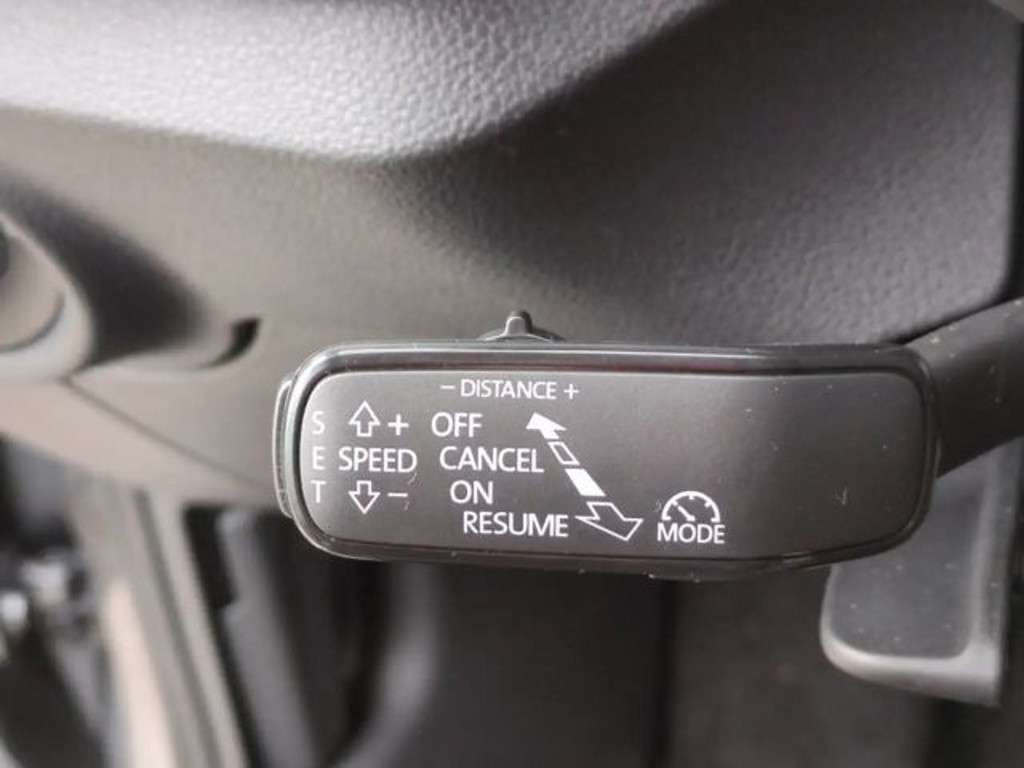 − DISTANCE +
S + OFF
E SPEED CANCEL
T − ON
RESUME
MODE